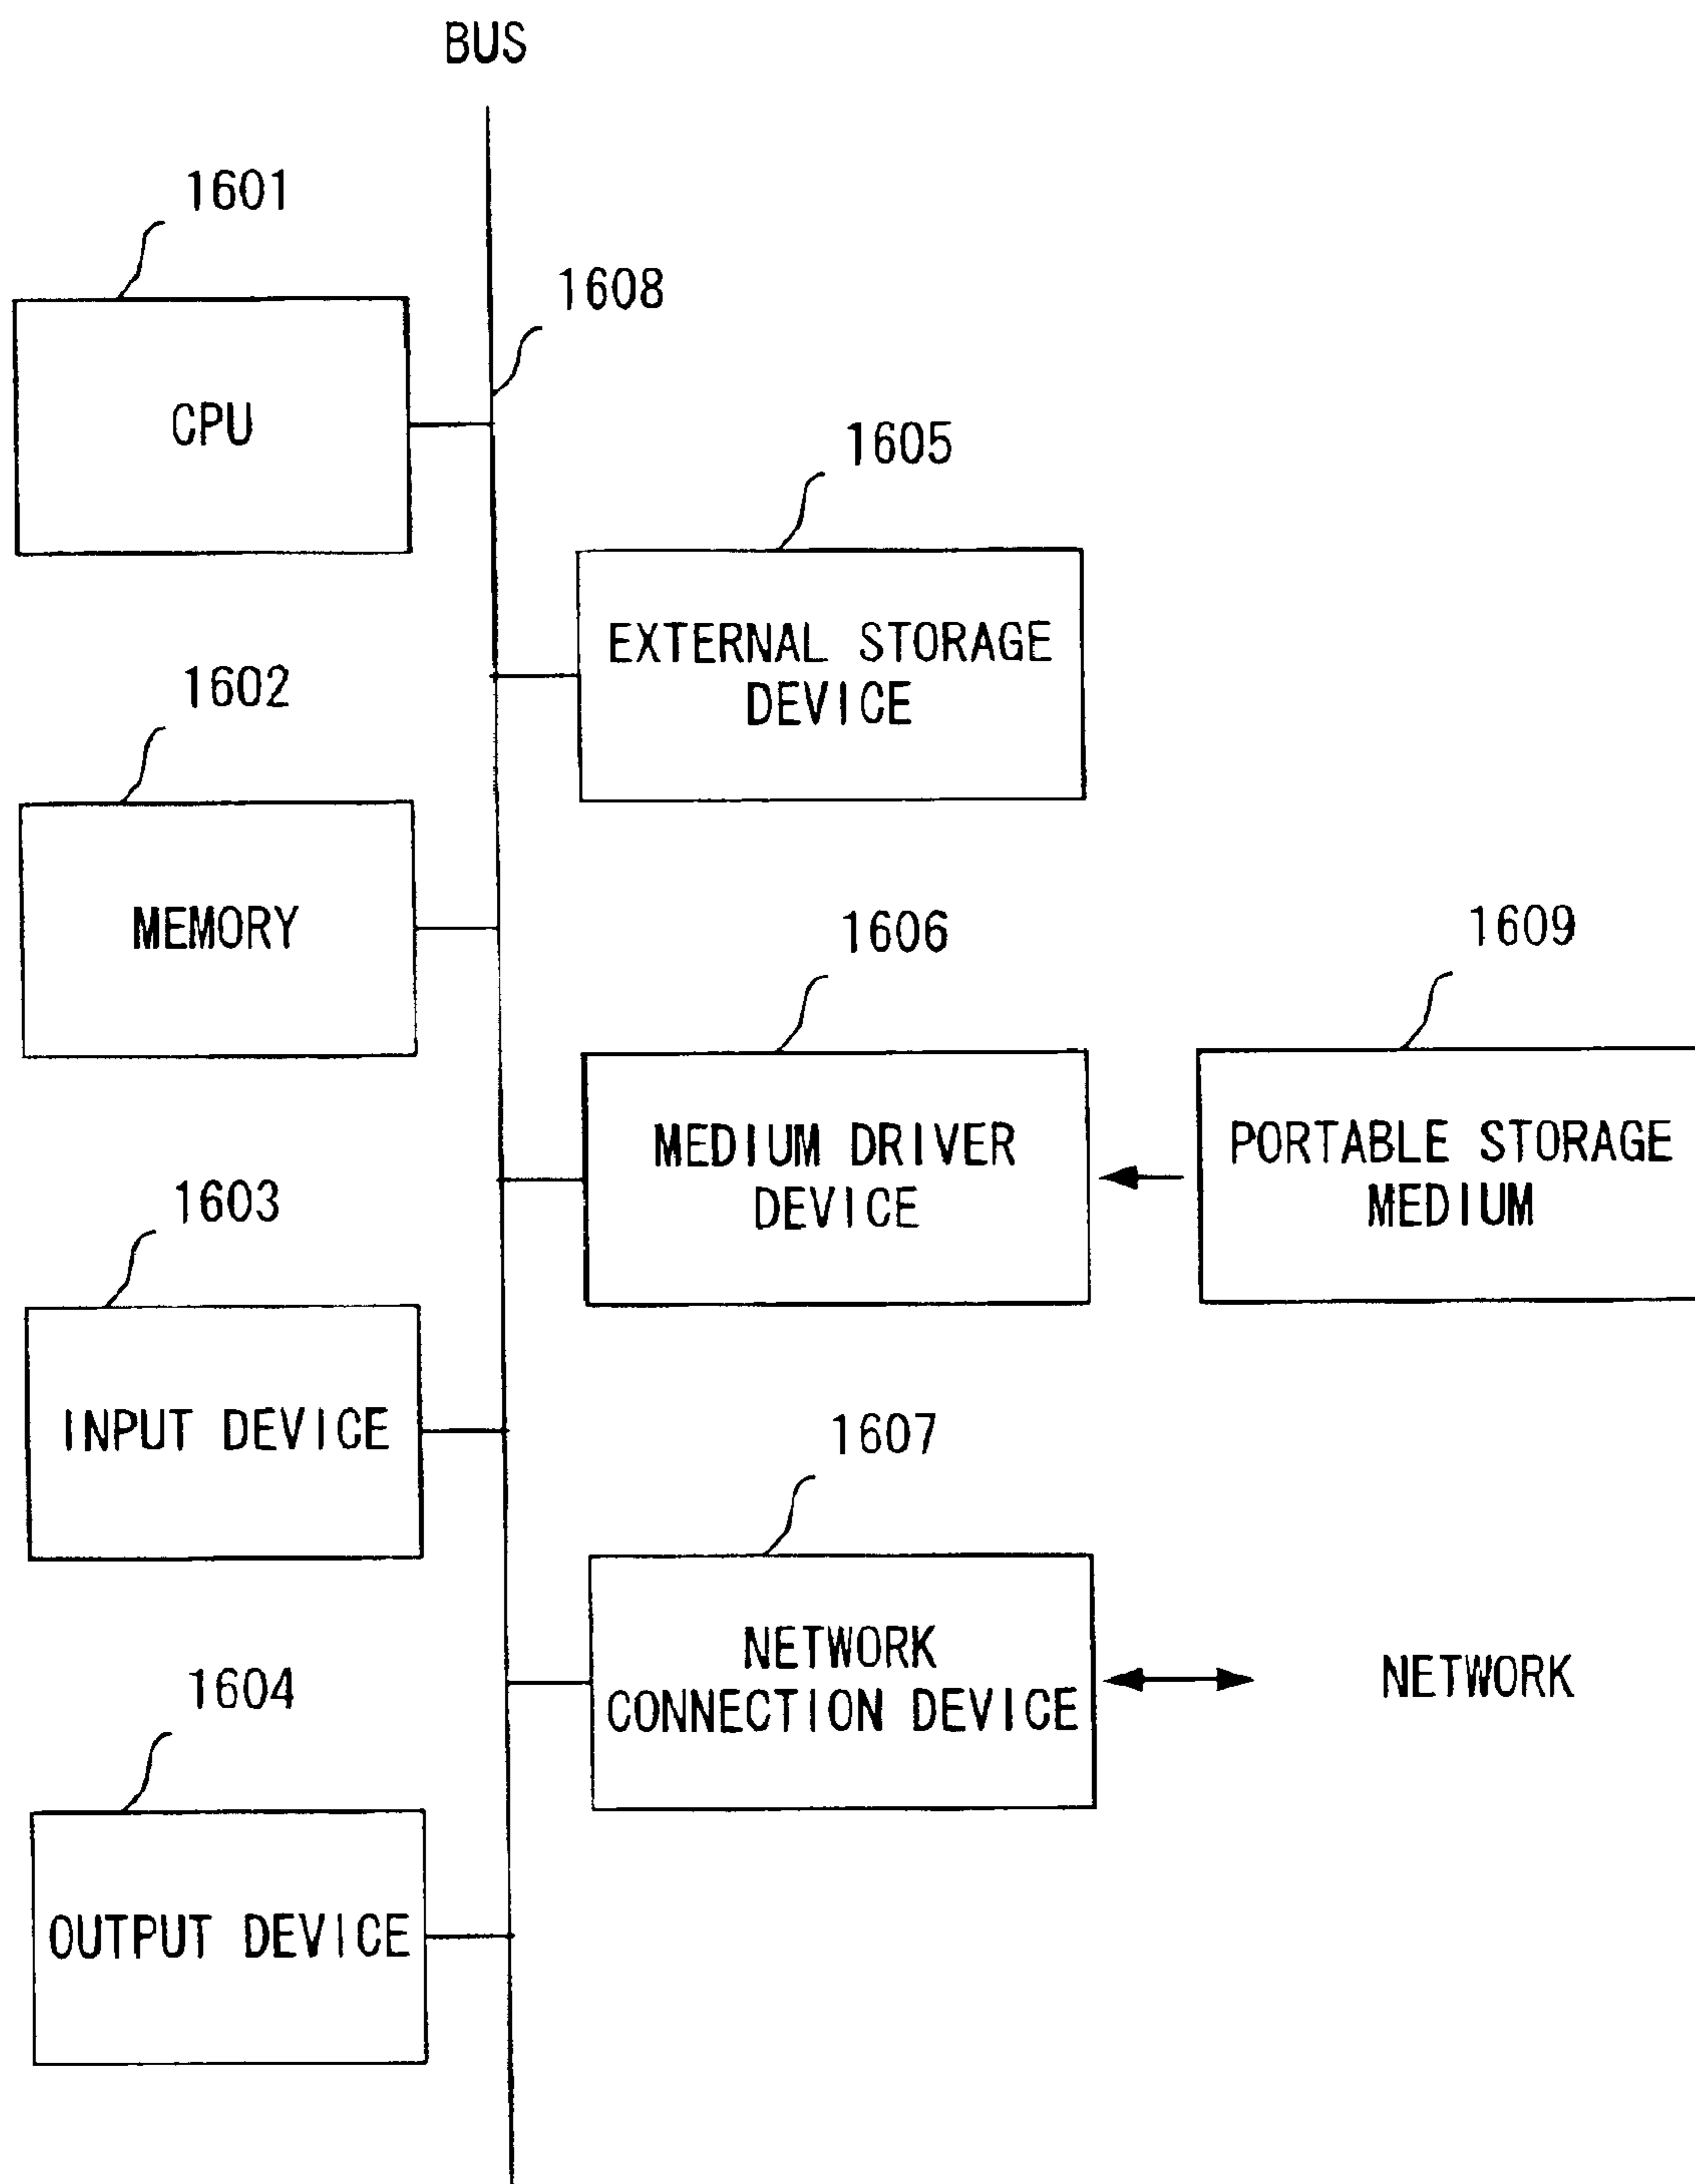 BUS
1601
1608
CPU
1605
EXTERNAL STORAGE
DEVICE
1602
MEMORY
1606
1609
MEDIUM DRIVER
DEVICE
PORTABLE STORAGE
MEDIUM
1603
INPUT DEVICE
1607
NETWORK
CONNECTION DEVICE
NETWORK
1604
OUTPUT DEVICE